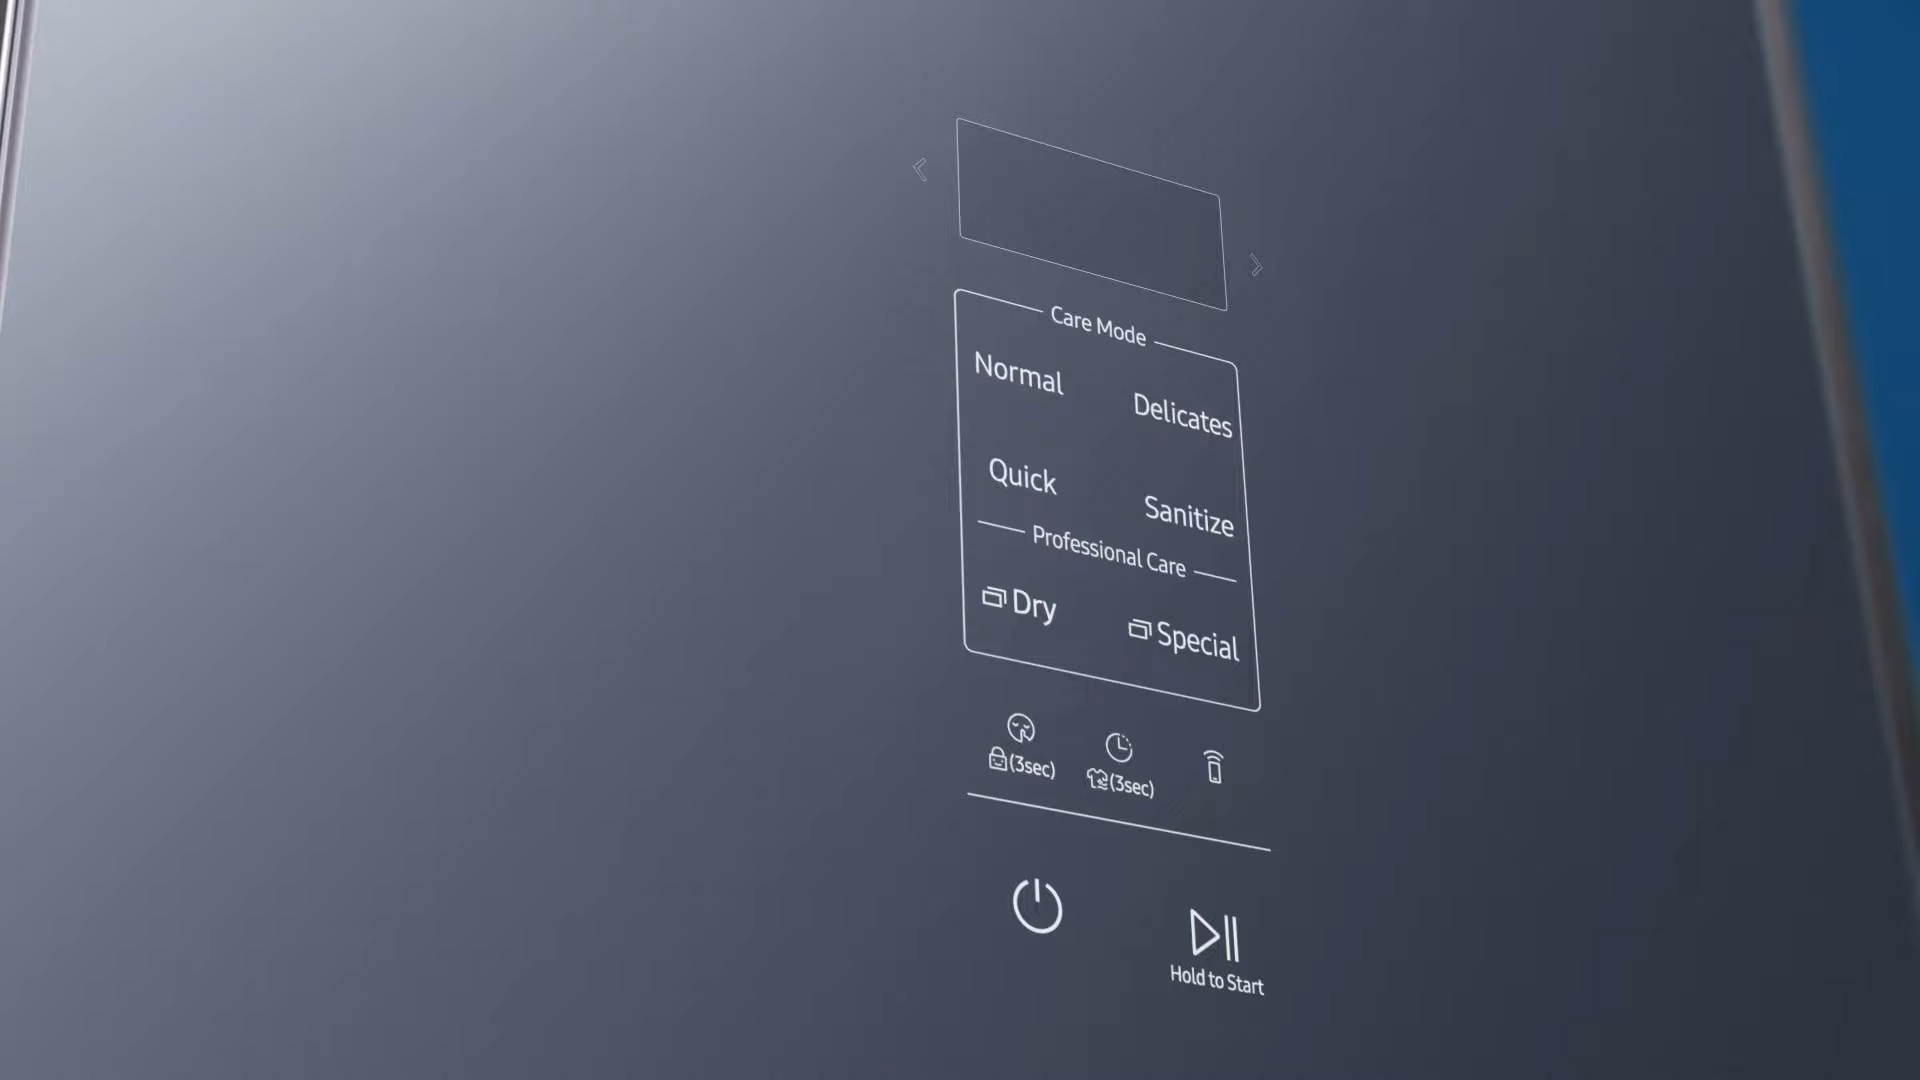 Care Mode
Normal
Delicates
Quick
Sanitize
Professional Care
Dry
Special
(3sec)
(3sec)
Hold to Start